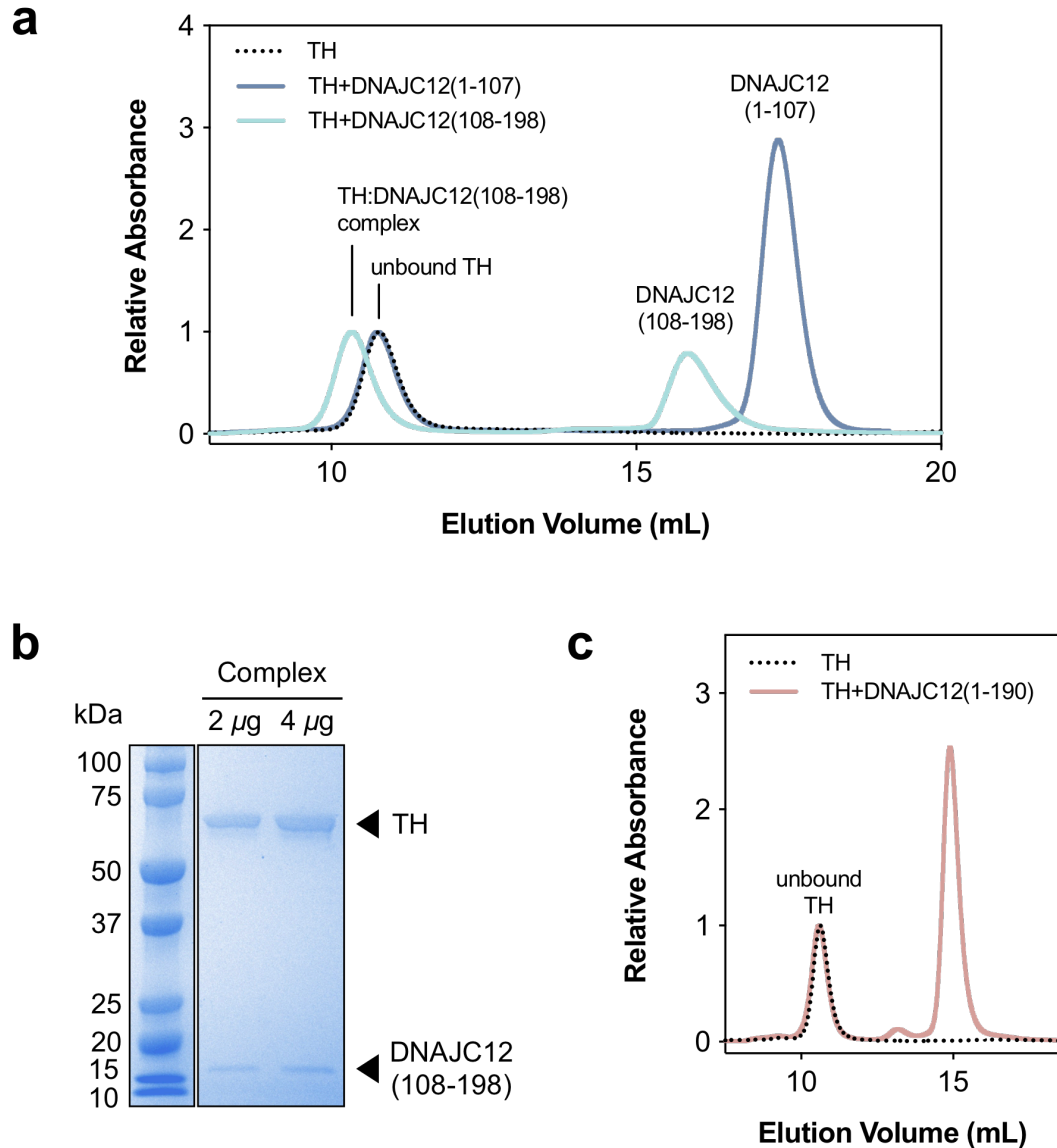 a
4
3
2
1
0
Relative Absorbance
TH
TH+DNAJC12(1-107)
TH+DNAJC12(108-198)
TH:DNAJC12(108-198)
complex
unbound TH
DNAJC12
(108-198)
DNAJC12
(1-107)
10
15
20
Elution Volume (mL)
b
Complex
kDa
2 µg
4 µg
100
75
50
37
25
20
15
10
TH
DNAJC12
(108-198)
c
3
2
1
0
Relative Absorbance
TH
TH+DNAJC12(1-190)
unbound
TH
10
15
Elution Volume (mL)